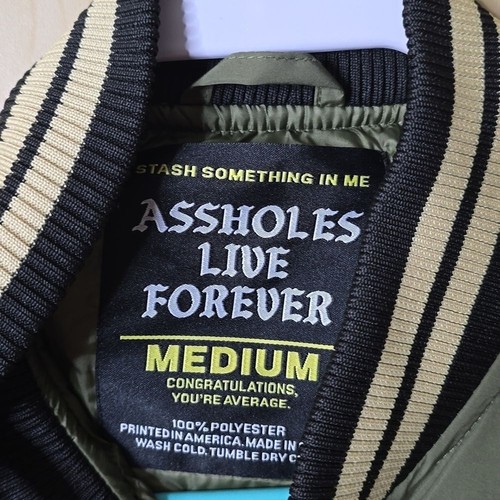 STASH SOMETHING IN ME
ASSHOLES
LIVE
FOREVER
MEDIUM
CONGRATULATIONS,
YOU'RE AVERAGE.
100% POLYESTER
PRINTED IN AMERICA. MADE IN
WASH COLD. TUMBLE DRY